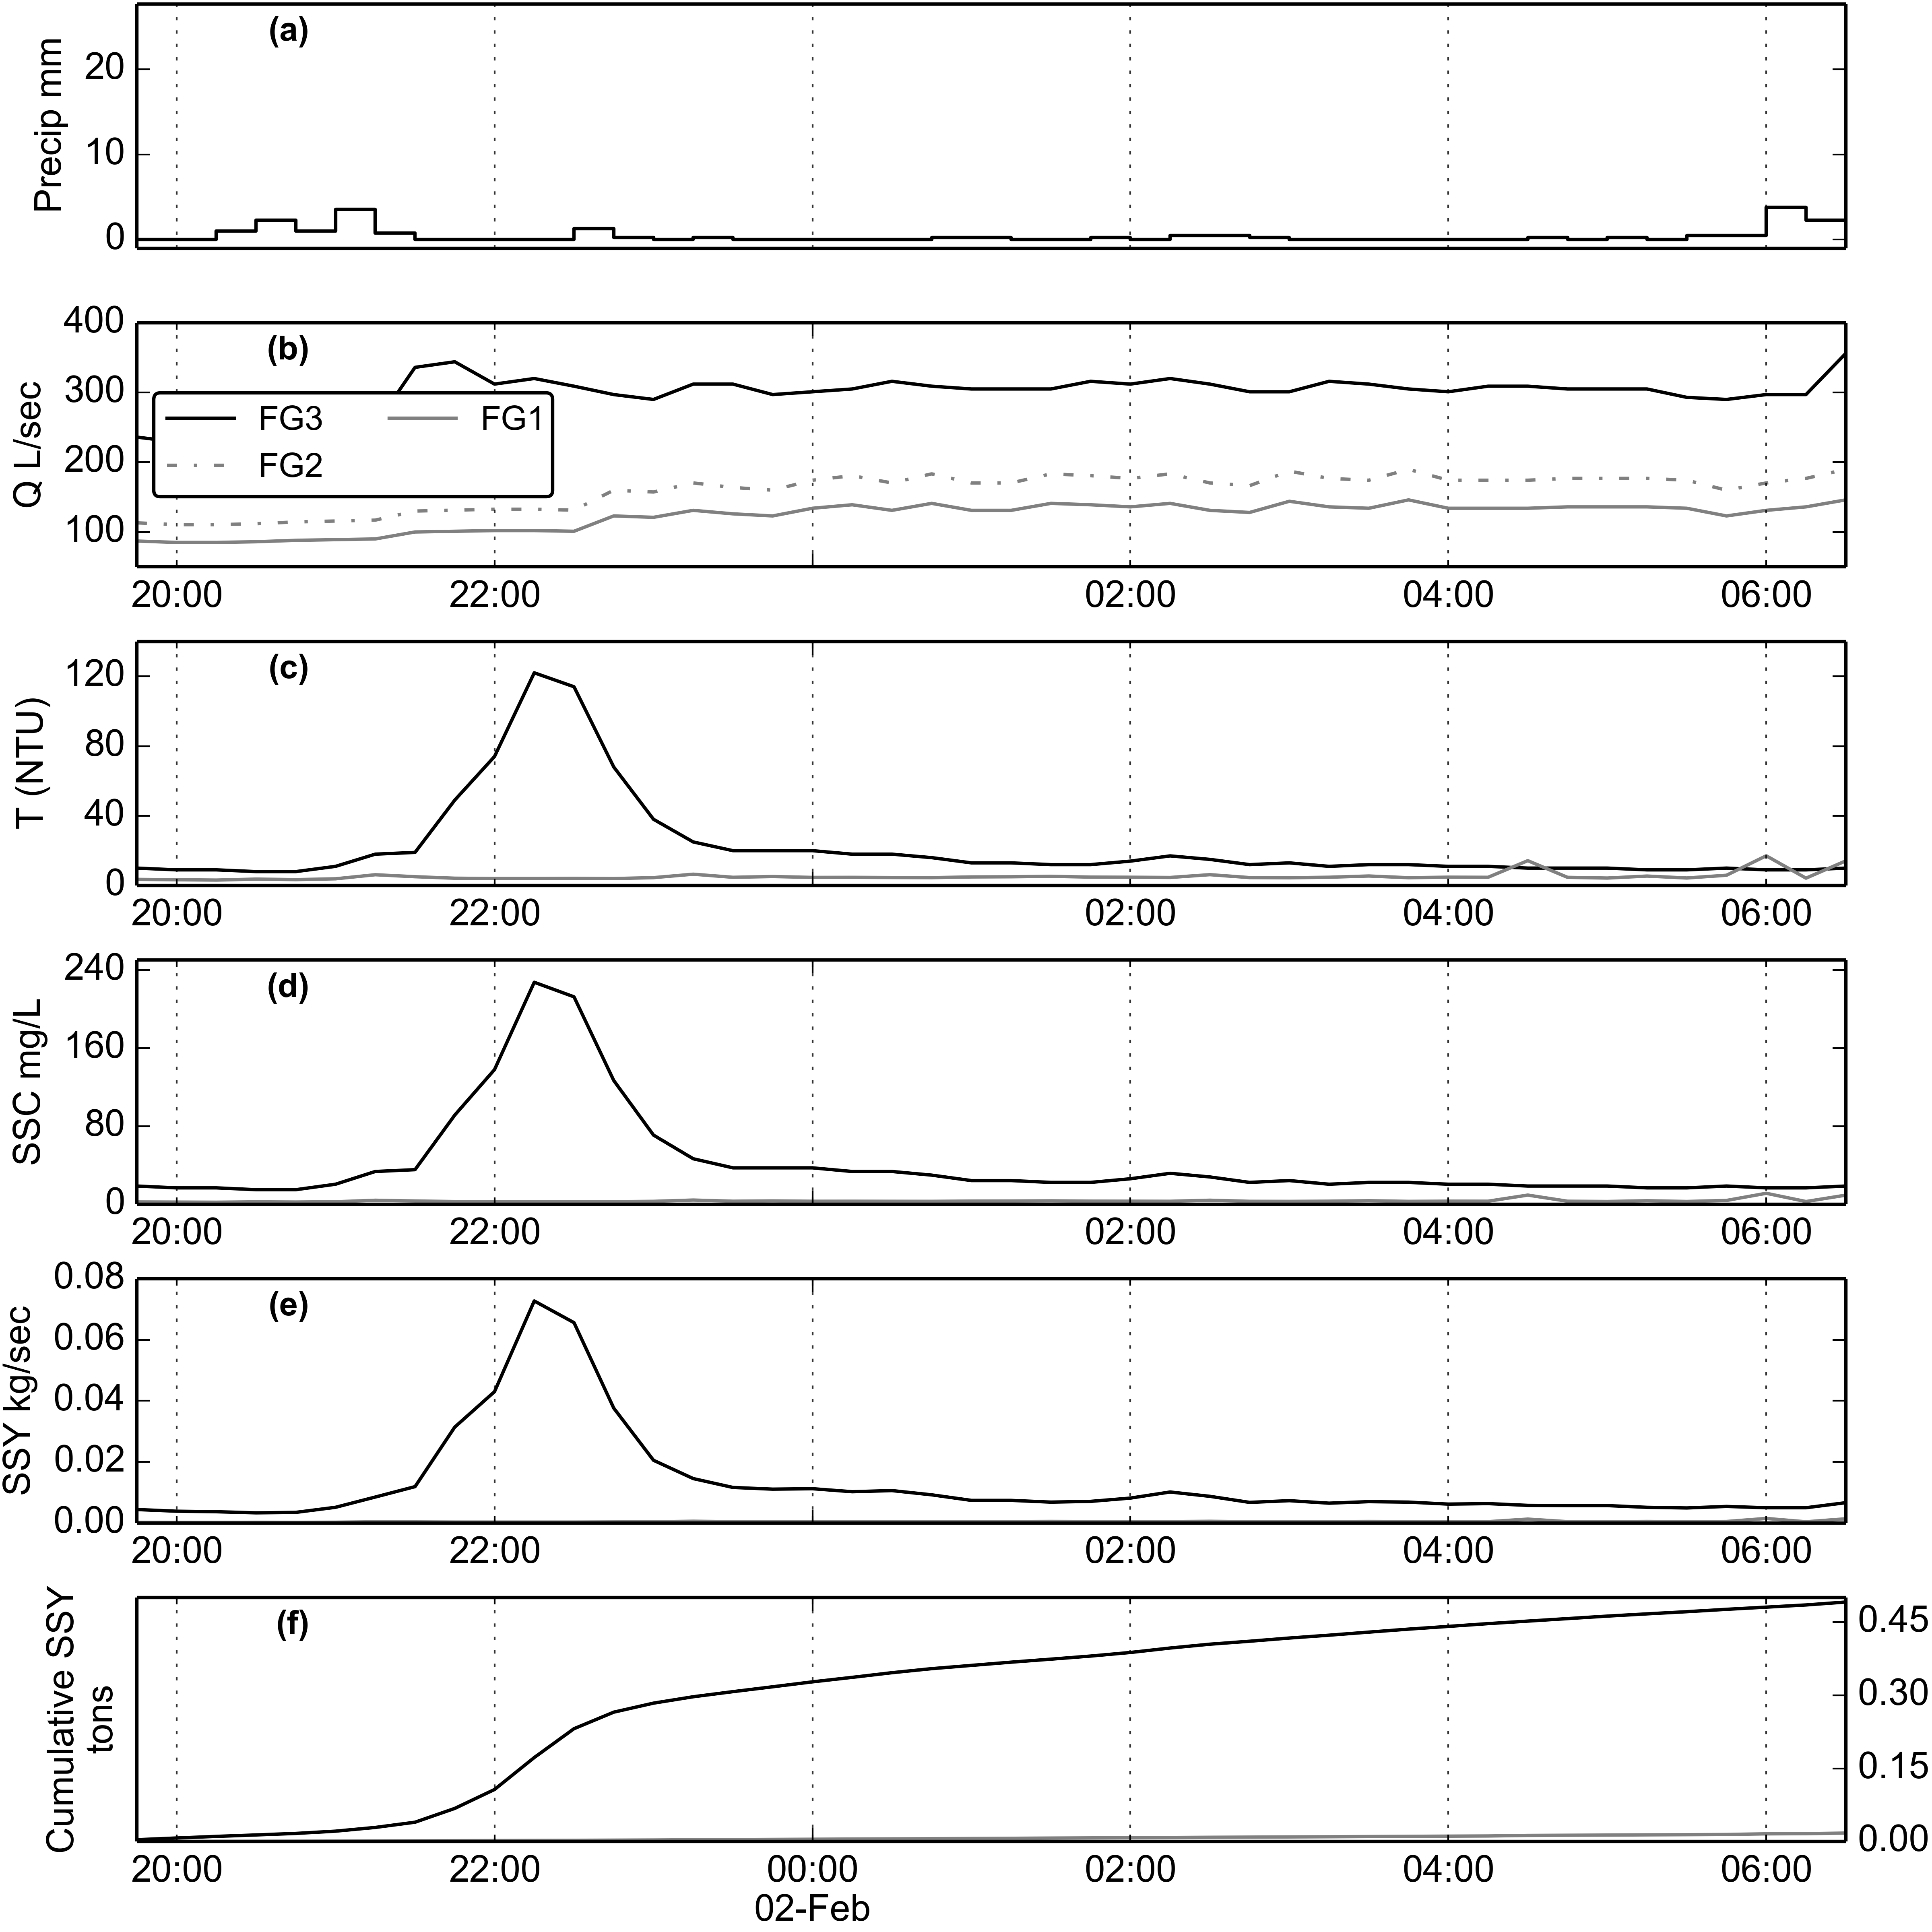 (a)
Precip mm
20
10
0
(b)
Q L/sec
400
300
200
100
FG3 FG1
FG2
20:00 22:00 02:00 04:00 06:00
(c)
T (NTU)
120
80
40
0
20:00 22:00 02:00 04:00 06:00
(d)
SSC mg/L
240
160
80
0
20:00 22:00 02:00 04:00 06:00
(e)
SSY kg/sec
0.08
0.06
0.04
0.02
0.00
20:00 22:00 02:00 04:00 06:00
(f)
Cumulative SSY
tons
0.45
0.30
0.15
0.00
20:00 22:00 00:00 02:00 04:00 06:00
02-Feb